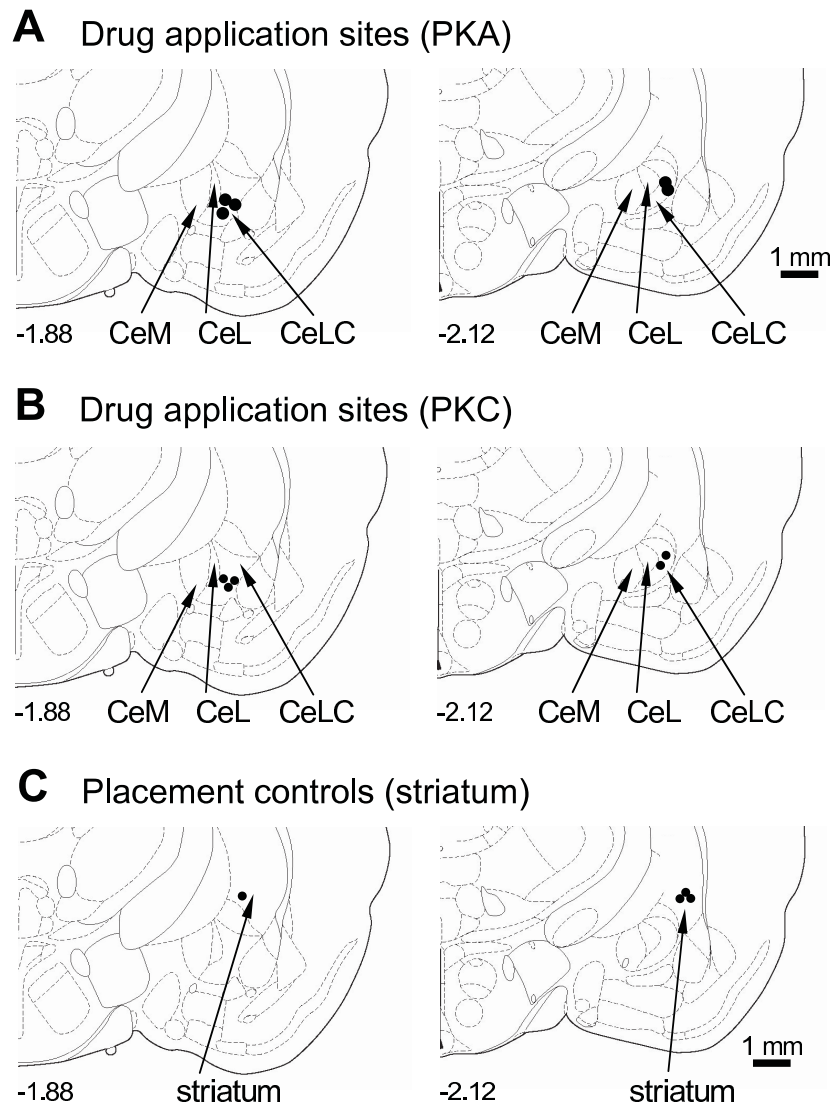 A Drug application sites (PKA)
1 mm
-1.88 CeM CeL CeLC -2.12 CeM CeL CeLC
B Drug application sites (PKC)
-1.88 CeM CeL CeLC -2.12 CeM CeL CeLC
C Placement controls (striatum)
1 mm
-1.88 striatum -2.12 striatum